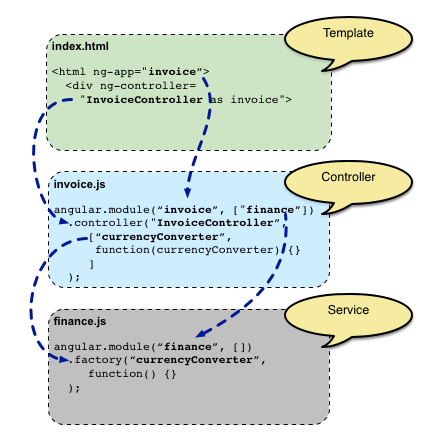 index.html
Template
<html ng-app="invoice">
<div ng-controller=
"InvoiceController as invoice">
invoice.js
Controller
angular.module(“invoice”, ["finance”])
.controller("InvoiceController”,
[“currencyConverter”,
function(currencyConverter) {}
]
);
finance.js
Service
angular.module(“finance”, [])
.factory(“currencyConverter”,
function() {}
);